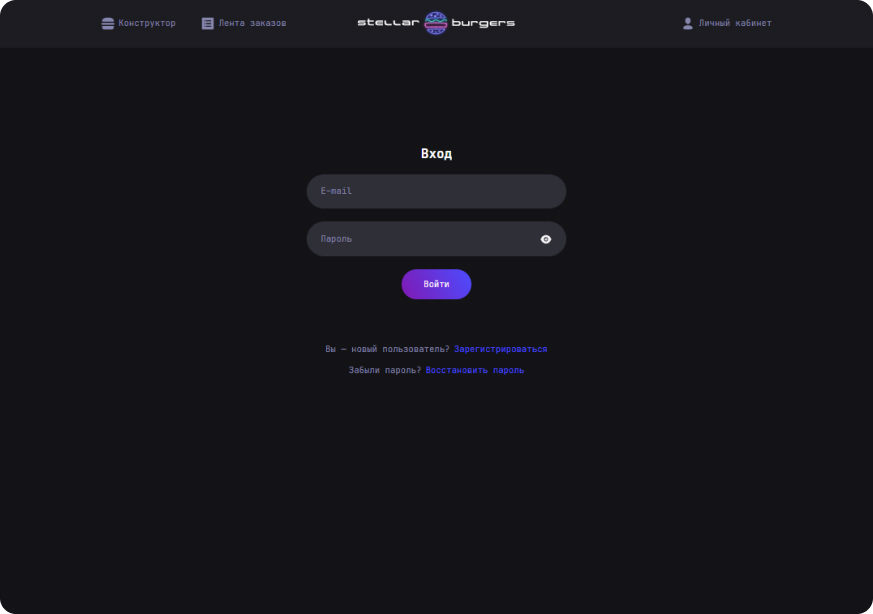 Конструктор
Лента заказов
stellar burgers
Личный кабинет
Вход
E-mail
Пароль
Войти
Вы — новый пользователь? Зарегистрироваться
Забыли пароль? Восстановить пароль